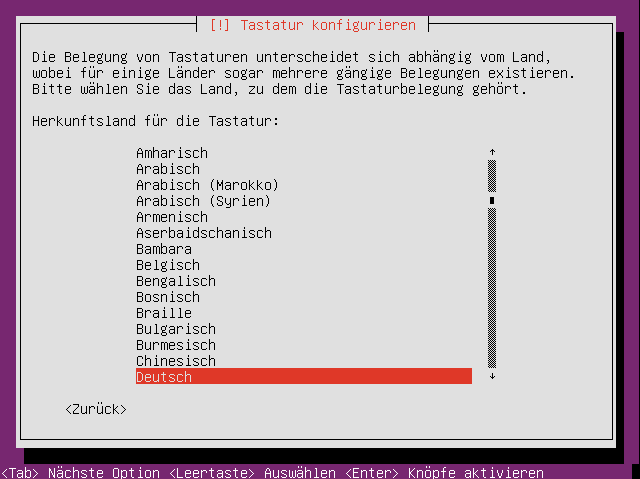 [!] Tastatur konfigurieren
Die Belegung von Tastaturen unterscheidet sich abhängig vom Land,
wobei für einige Länder sogar mehrere gängige Belegungen existieren.
Bitte wählen Sie das Land, zu dem die Tastaturbelegung gehört.
Herkunftsland für die Tastatur:
Amharisch
Arabisch
Arabisch (Marokko)
Arabisch (Syrien)
Armenisch
Aserbaidschanisch
Bambara
Belgisch
Bengalisch
Bosnisch
Braille
Bulgarisch
Burmesisch
Chinesisch
Deutsch
<Zurück>
<Tab> Nächste Option <Leertaste> Auswählen <Enter> Knöpfe aktivieren